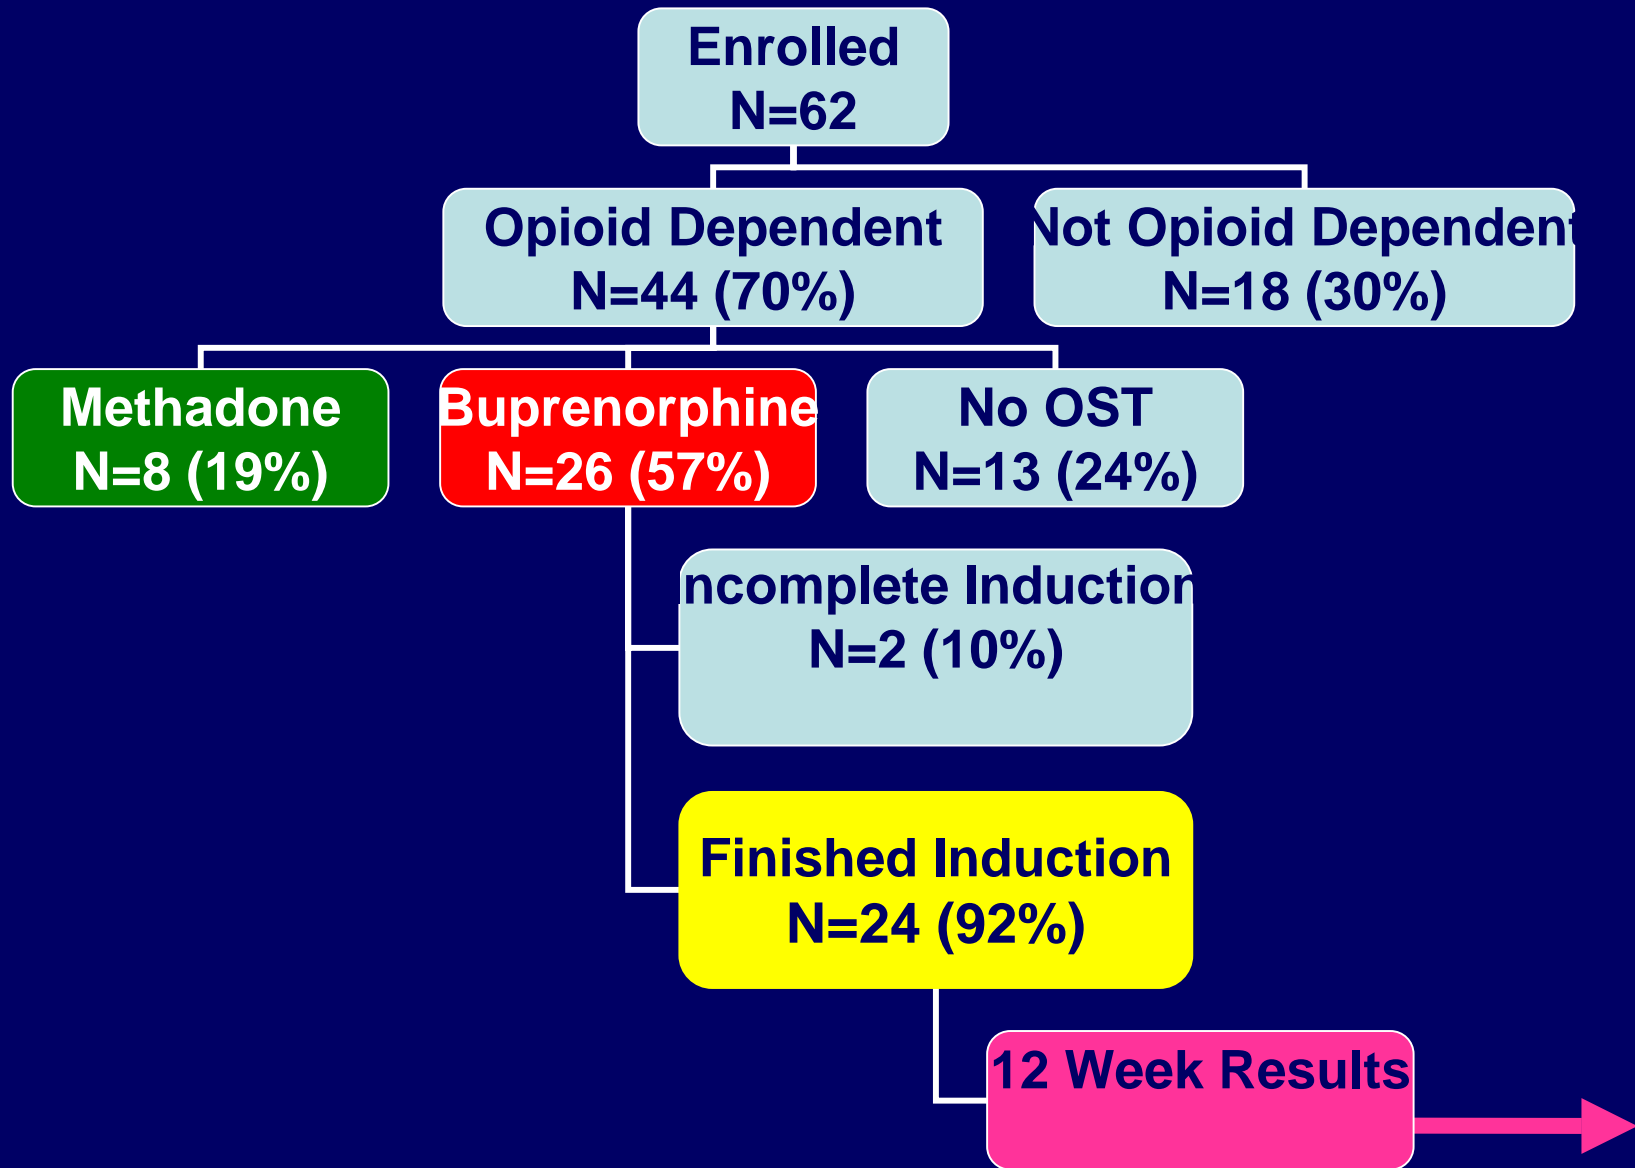 Enrolled
N=62
Opioid Dependent
N=44 (70%)
Not Opioid Dependent
N=18 (30%)
Methadone
N=8 (19%)
Buprenorphine
N=26 (57%)
No OST
N=13 (24%)
ncomplete Induction
N=2 (10%)
Finished Induction
N=24 (92%)
12 Week Results